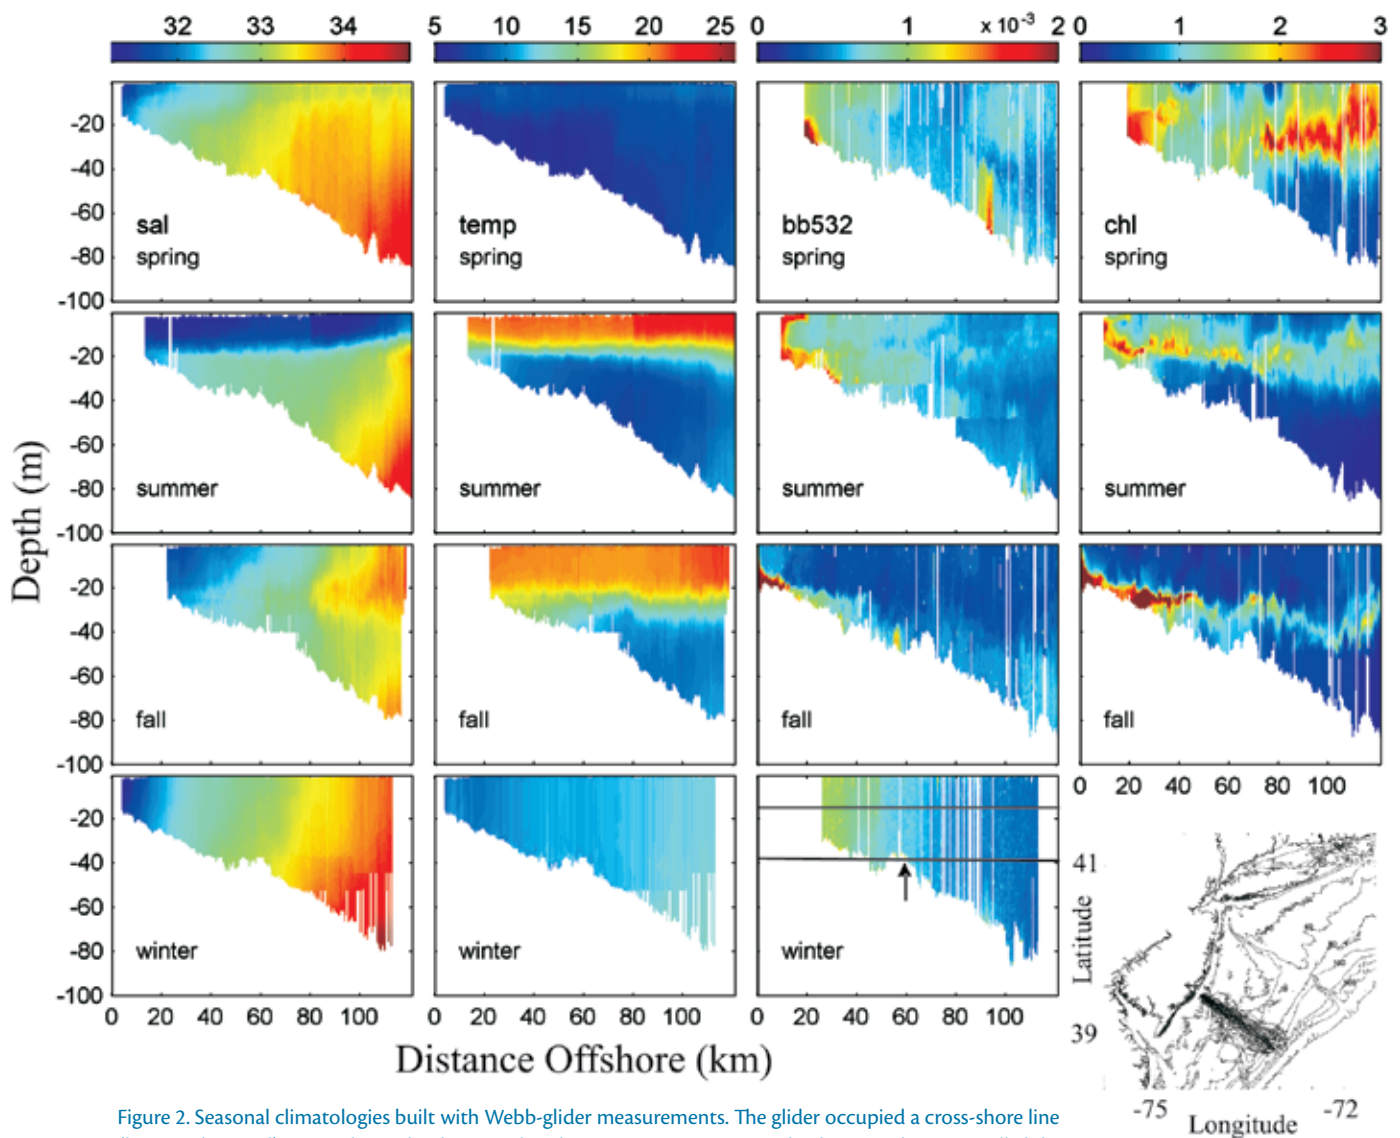 32 33 34
5 10 15 20 25
0 1 x 10-3 2
0 1 2 3
-20
-40
-60
-80
-100
sal
spring
temp
spring
bb532
spring
chl
spring
-20
-40
-60
-80
-100
summer
summer
summer
summer
Depth (m)
-20
-40
-60
-80
-100
fall
fall
fall
fall
0 20 40 60 80 100
-20
-40
-60
-80
-100
winter
winter
winter
0 20 40 60 80 100
0 20 40 60 80 100
0 20 40 60 80 100
Distance Offshore (km)
41
39
Latitude
-75 -72
Longitude
Figure 2. Seasonal climatologies built with Webb-glider measurements. The glider occupied a cross-shore line